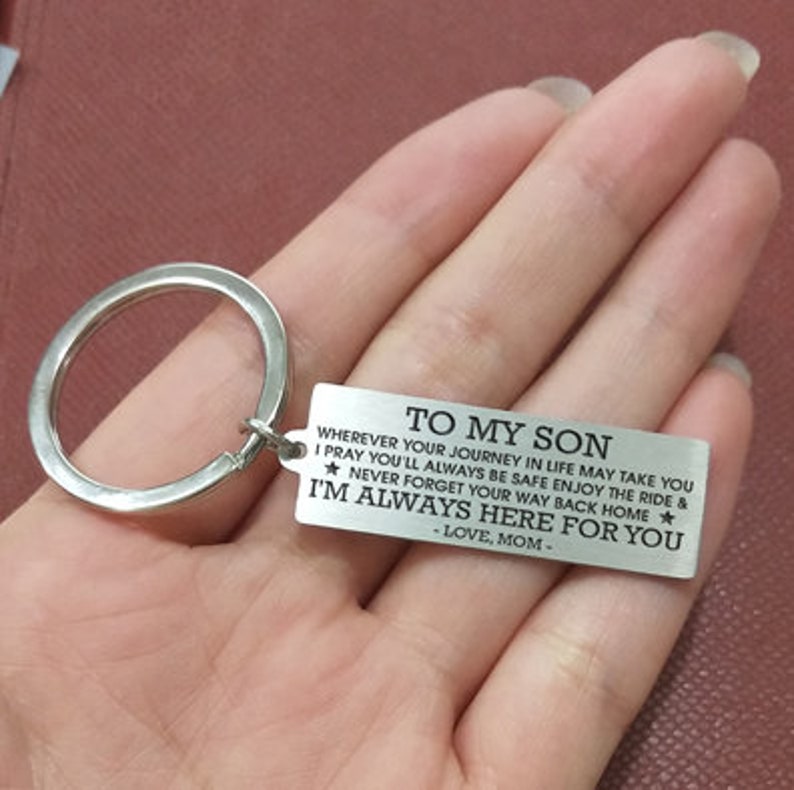 TO MY SON
WHEREVER YOUR JOURNEY IN LIFE MAY TAKE YOU
I PRAY YOU'LL ALWAYS BE SAFE ENJOY THE RIDE &
NEVER FORGET YOUR WAY BACK HOME
I'M ALWAYS HERE FOR YOU
- LOVE, MOM -